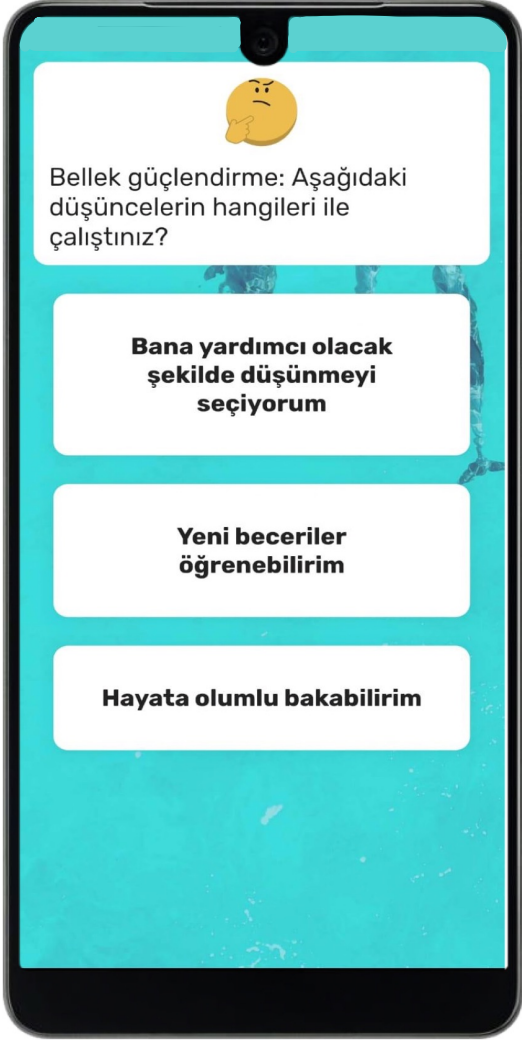 Bellek güçlendirme: Aşağıdaki
düşüncelerin hangileri ile
çalıştınız?
Bana yardımcı olacak
şekilde düşünmeyi
seçiyorum
Yeni beceriler
öğrenebilirim
Hayata olumlu bakabilirim